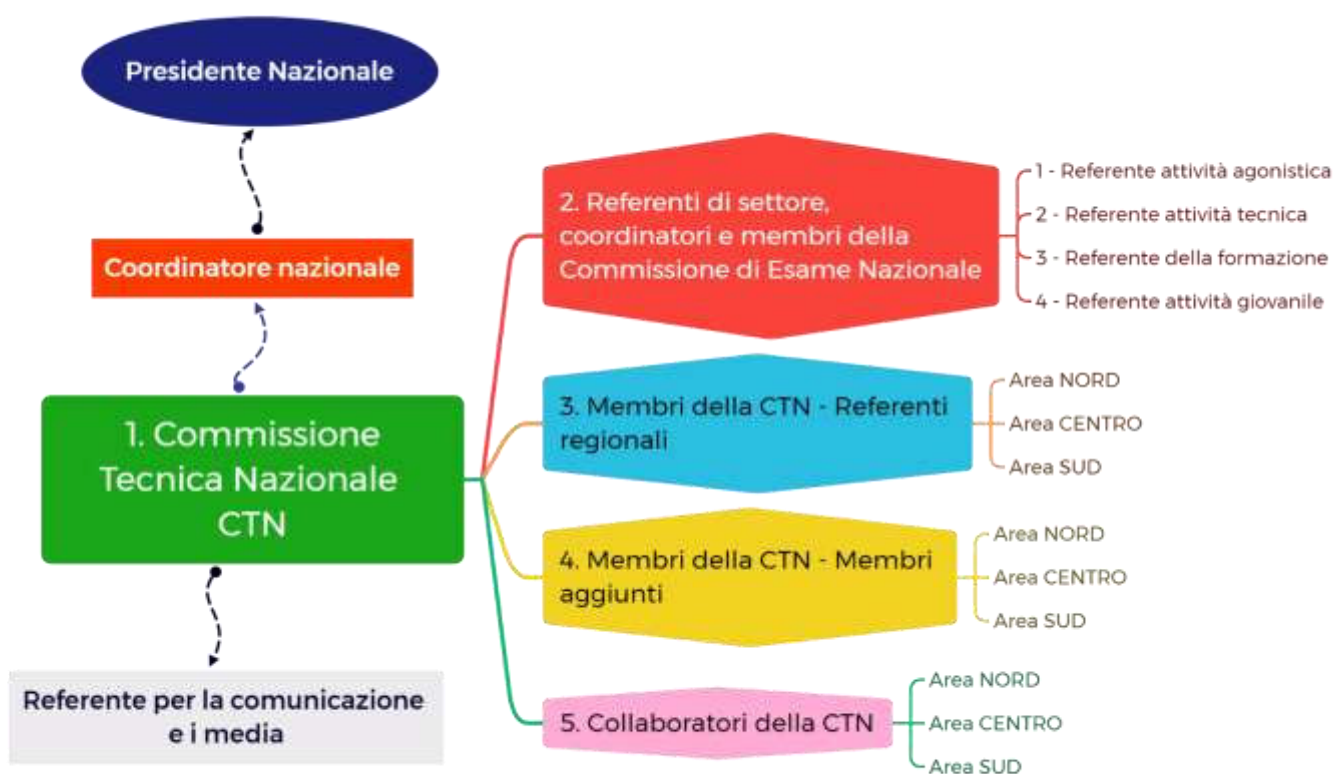 Presidente Nazionale
Coordinatore nazionale
1. Commissione
Tecnica Nazionale
CTN
Referente per la comunicazione
e i media
2. Referenti di settore,
coordinatori e membri della
Commissione di Esame Nazionale
1 - Referente attività agonistica
2 - Referente attività tecnica
3 - Referente della formazione
4 - Referente attività giovanile
3. Membri della CTN - Referenti
regionali
Area NORD
Area CENTRO
Area SUD
4. Membri della CTN - Membri
aggiunti
Area NORD
Area CENTRO
Area SUD
5. Collaboratori della CTN
Area NORD
Area CENTRO
Area SUD